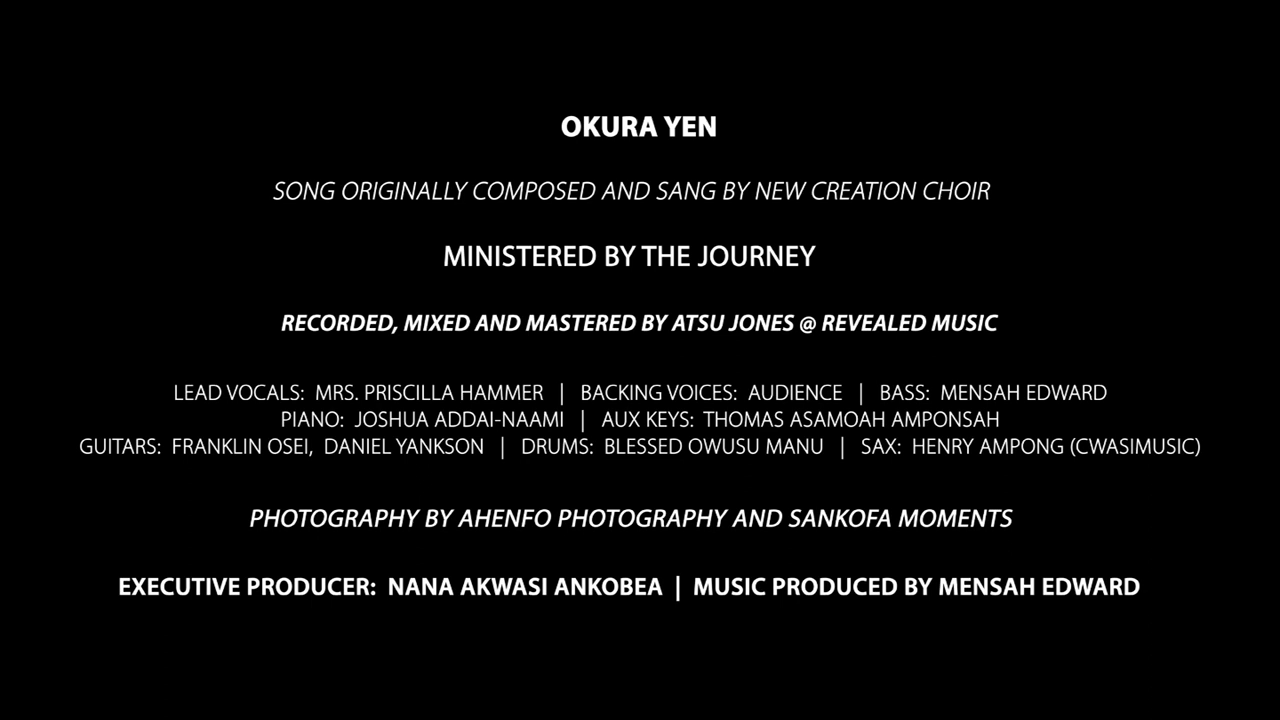 OKURA YEN
SONG ORIGINALLY COMPOSED AND SANG BY NEW CREATION CHOIR
MINISTERED BY THE JOURNEY
RECORDED, MIXED AND MASTERED BY ATSU JONES @ REVEALED MUSIC
LEAD VOCALS: MRS. PRISCILLA HAMMER | BACKING VOICES: AUDIENCE | BASS: MENSAH EDWARD
PIANO: JOSHUA ADDAI-NAAMI | AUX KEYS: THOMAS ASAMOAH AMPONSAH
GUITARS: FRANKLIN OSEI, DANIEL YANKSON | DRUMS: BLESSED OWUSU MANU | SAX: HENRY AMPONG (CWASIMUSIC)
PHOTOGRAPHY BY AHENFO PHOTOGRAPHY AND SANKOFA MOMENTS
EXECUTIVE PRODUCER: NANA AKWASI ANKOBEA | MUSIC PRODUCED BY MENSAH EDWARD